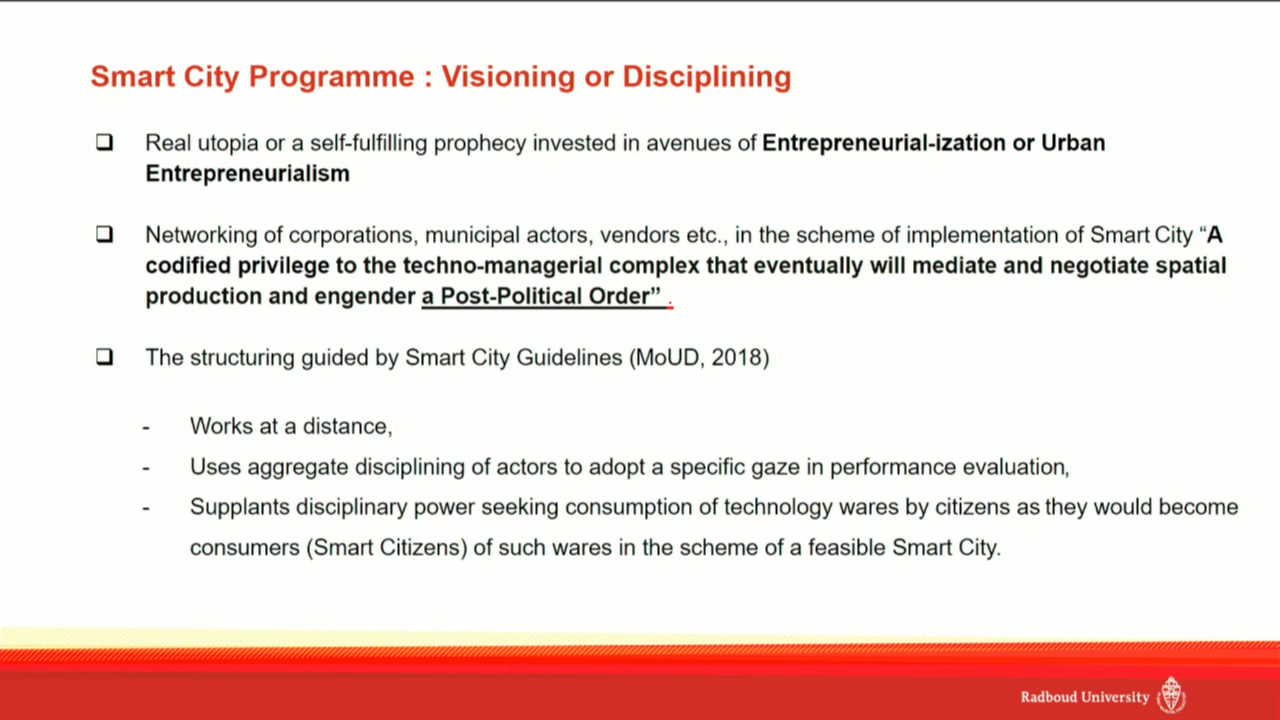 Smart City Programme : Visioning or Disciplining
❑ Real utopia or a self-fulfilling prophecy invested in avenues of Entrepreneurial-ization or Urban
Entrepreneurialism
❑ Networking of corporations, municipal actors, vendors etc., in the scheme of implementation of Smart City “A
codified privilege to the techno-managerial complex that eventually will mediate and negotiate spatial
production and engender a Post-Political Order” .
❑ The structuring guided by Smart City Guidelines (MoUD, 2018)
- Works at a distance,
- Uses aggregate disciplining of actors to adopt a specific gaze in performance evaluation,
- Supplants disciplinary power seeking consumption of technology wares by citizens as they would become
consumers (Smart Citizens) of such wares in the scheme of a feasible Smart City.
Radboud University